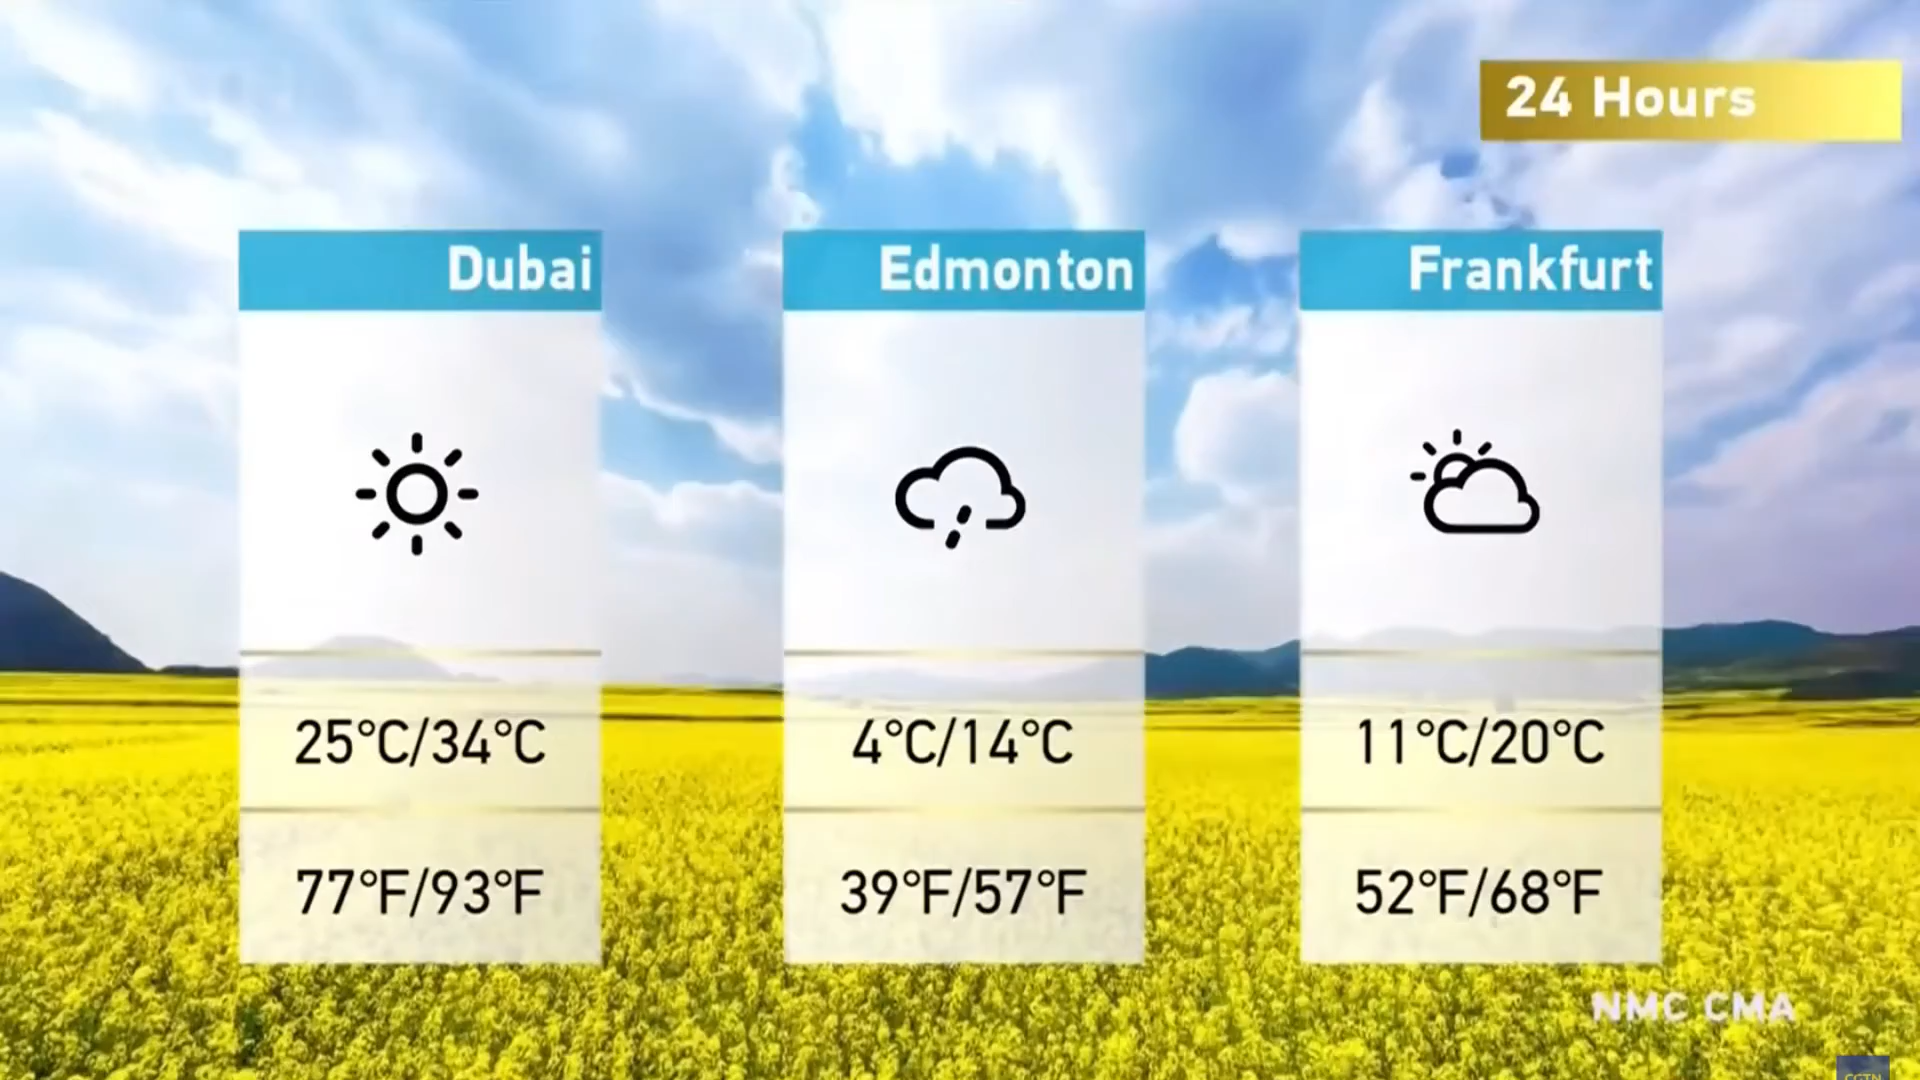 24 Hours
Dubai
25°C/34°C
77°F/93°F
Edmonton
4°C/14°C
39°F/57°F
Frankfurt
11°C/20°C
52°F/68°F
NMC CMA
CGTN